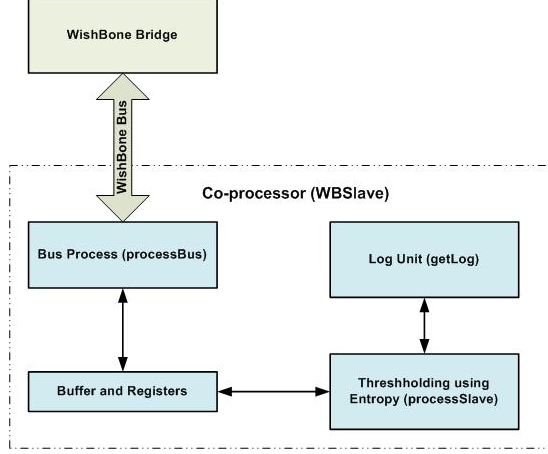 WishBone Bridge
WishBone Bus
Co-processor (WBSlave)
Bus Process (processBus)
Log Unit (getLog)
Buffer and Registers
Threshholding using
Entropy (processSlave)